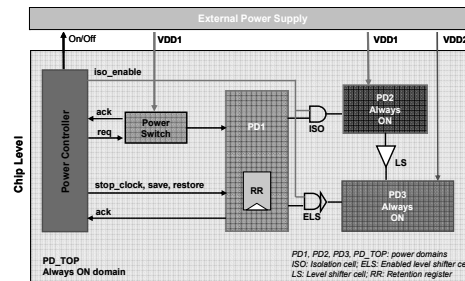 External Power Supply
On/Off
VDD1
VDD1
VDD2
iso_enable
ack
req
Power Switch
PD1
ISO
PD2
Always
ON
LS
Chip Level
Power Controller
stop_clock, save, restore
RR
ack
ELS
PD3
Always
ON
PD_TOP
Always ON domain
PD1, PD2, PD3, PD_TOP: power domains
ISO: Isolation cell; ELS: Enabled level shifter ce
LS: Level shifter cell; RR: Retention register